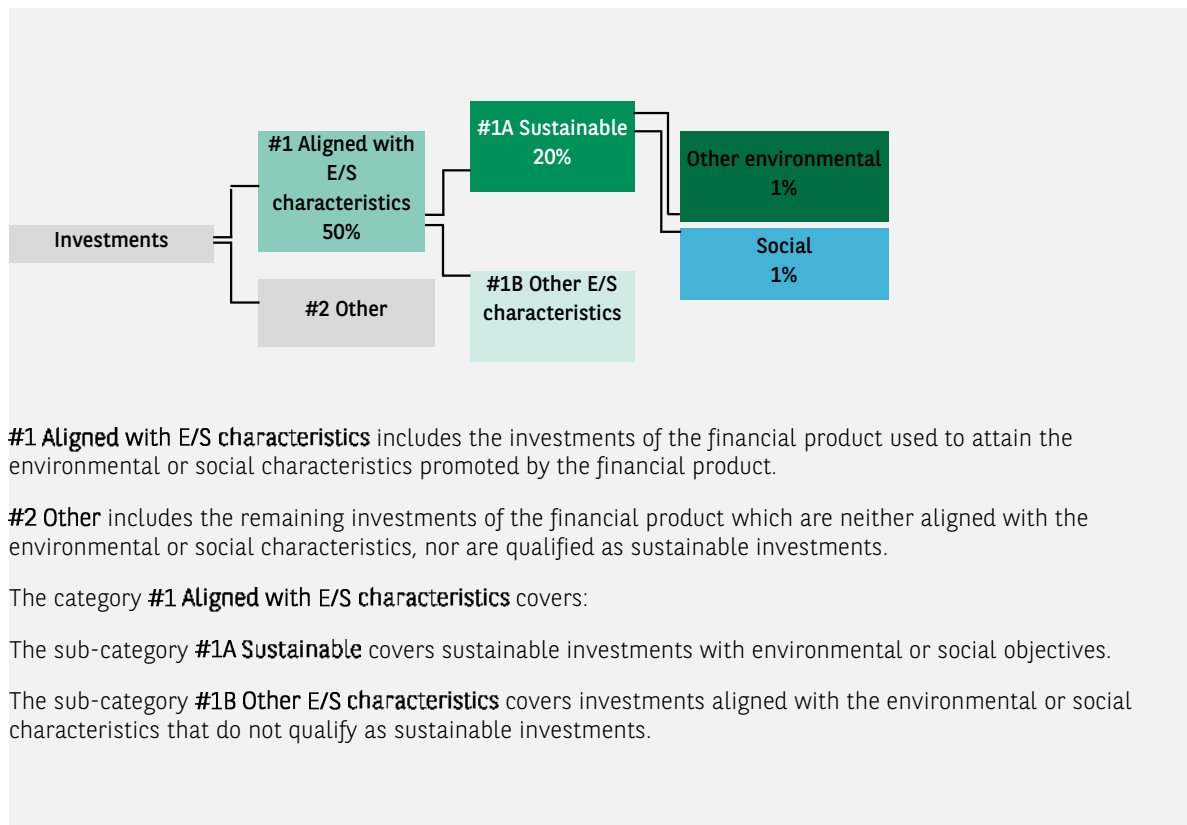 Investments
#1 Aligned with
E/S
characteristics
50%
#2 Other
#1A Sustainable
20%
#1B Other E/S
characteristics
Other environmental
1%
Social
1%
#1 Aligned with E/S characteristics includes the investments of the financial product used to attain the
environmental or social characteristics promoted by the financial product.
#2 Other includes the remaining investments of the financial product which are neither aligned with the
environmental or social characteristics, nor are qualified as sustainable investments.
The category #1 Aligned with E/S characteristics covers:
The sub-category #1A Sustainable covers sustainable investments with environmental or social objectives.
The sub-category #1B Other E/S characteristics covers investments aligned with the environmental or social
characteristics that do not qualify as sustainable investments.